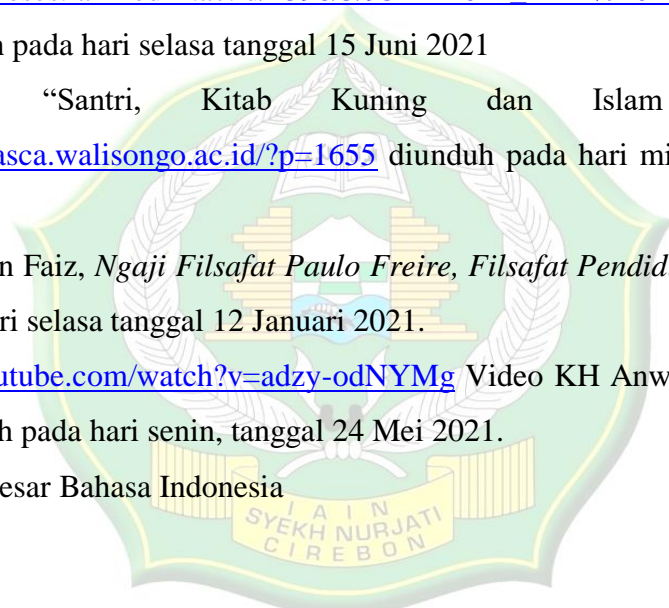 h pada hari selasa tanggal 15 Juni 2021
“Santri, Kitab Kuning dan Islam
asca.walisongo.ac.id/?p=1655 diunduh pada hari mi
n Faiz, Ngaji Filsafat Paulo Freire, Filsafat Pendid
ri selasa tanggal 12 Januari 2021.
utube.com/watch?v=adzy-odNYMg Video KH Anw
h pada hari senin, tanggal 24 Mei 2021.
esar Bahasa Indonesia
IAIN
SYEKH NURJATI
CIREBON